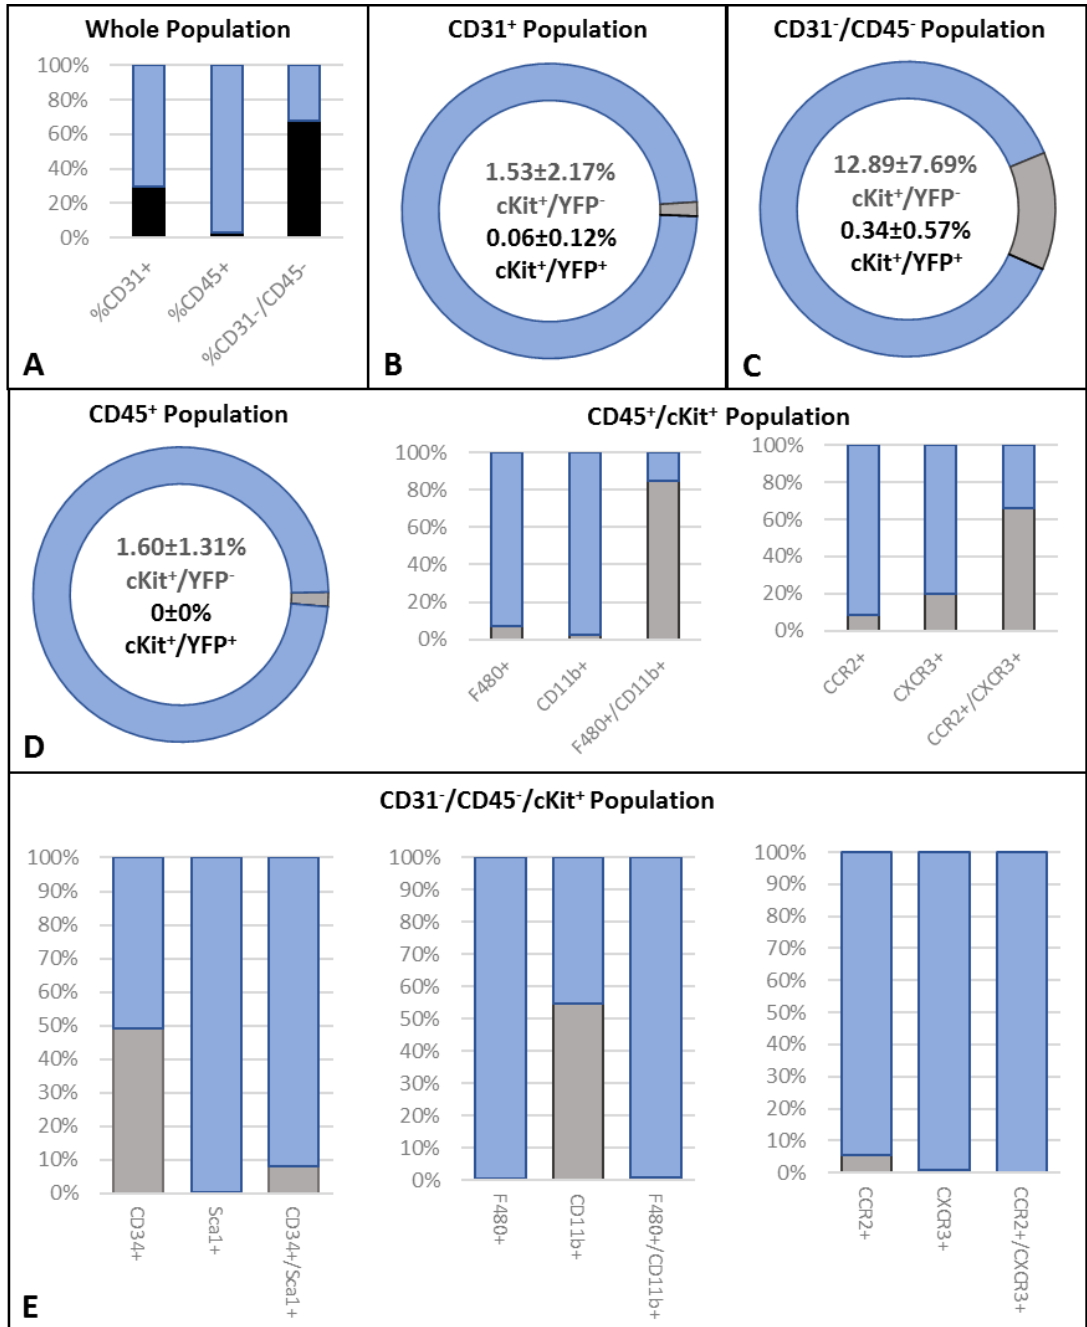 Whole Population
100%
80%
60%
40%
20%
0%
%CD31+
%CD45+
%CD31-/CD45-
A
CD31⁺ Population
1.53±2.17%
cKit⁺/YFP⁻
0.06±0.12%
cKit⁺/YFP⁺
B
CD31⁻/CD45⁻ Population
12.89±7.69%
cKit⁺/YFP⁻
0.34±0.57%
cKit⁺/YFP⁺
C
CD45⁺ Population
1.60±1.31%
cKit⁺/YFP⁻
0±0%
cKit⁺/YFP⁺
D
CD45⁺/cKit⁺ Population
100%
80%
60%
40%
20%
0%
F480+
CD11b+
F480+/CD11b+
100%
80%
60%
40%
20%
0%
CCR2+
CXCR3+
CCR2+/CXCR3+
CD31⁻/CD45⁻/cKit⁺ Population
100%
90%
80%
70%
60%
50%
40%
30%
20%
10%
0%
CD34+
Sca1+
CD34+/Sca1+
100%
90%
80%
70%
60%
50%
40%
30%
20%
10%
0%
F480+
CD11b+
F480+/CD11b+
100%
90%
80%
70%
60%
50%
40%
30%
20%
10%
0%
CCR2+
CXCR3+
CCR2+/CXCR3+
E